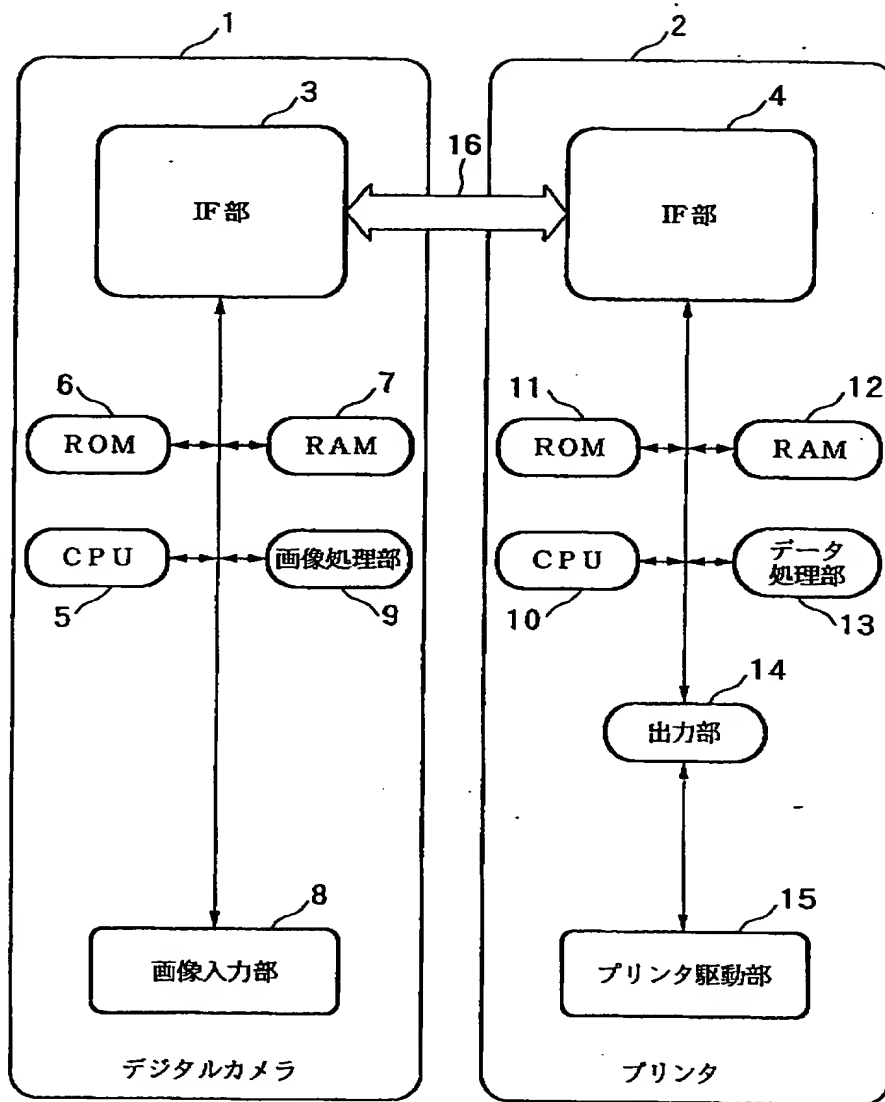 1
2
3
4
16
IF部
IF部
6
7
11
12
ROM
RAM
ROM
RAM
CPU
画像処理部
CPU
データ
処理部
5
9
10
13
14
出力部
8
15
画像入力部
プリンタ駆動部
デジタルカメラ
プリンタ